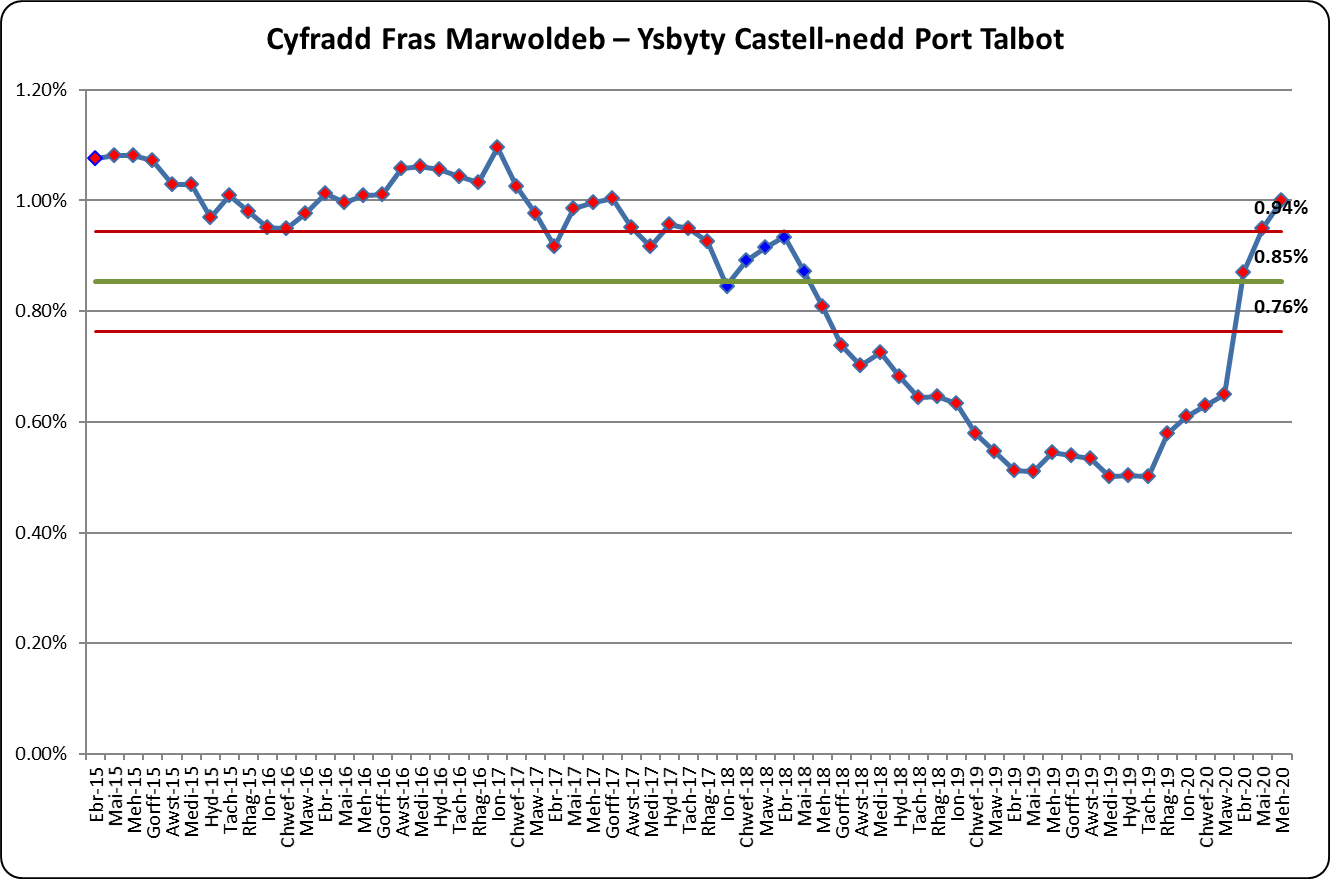 Cyfradd Fras Marwoldeb – Ysbyty Castell-nedd Port Talbot
1.20%
1.00%
0.80%
0.60%
0.40%
0.20%
0.00%
0.94%
0.85%
0.76%
Ebr-15
Mai-15
Meh-15
Gorff-15
Awst-15
Medi-15
Hyd-15
Tach-15
Rhag-15
Ion-16
Chwef-16
Maw-16
Ebr-16
Mai-16
Meh-16
Gorff-16
Awst-16
Medi-16
Hyd-16
Tach-16
Rhag-16
Ion-17
Chwef-17
Maw-17
Ebr-17
Mai-17
Meh-17
Gorff-17
Awst-17
Medi-17
Hyd-17
Tach-17
Rhag-17
Ion-18
Chwef-18
Maw-18
Ebr-18
Mai-18
Meh-18
Gorff-18
Awst-18
Medi-18
Hyd-18
Tach-18
Rhag-18
Ion-19
Chwef-19
Maw-19
Ebr-19
Mai-19
Meh-19
Gorff-19
Awst-19
Medi-19
Hyd-19
Tach-19
Rhag-19
Ion-20
Chwef-20
Maw-20
Ebr-20
Mai-20
Meh-20